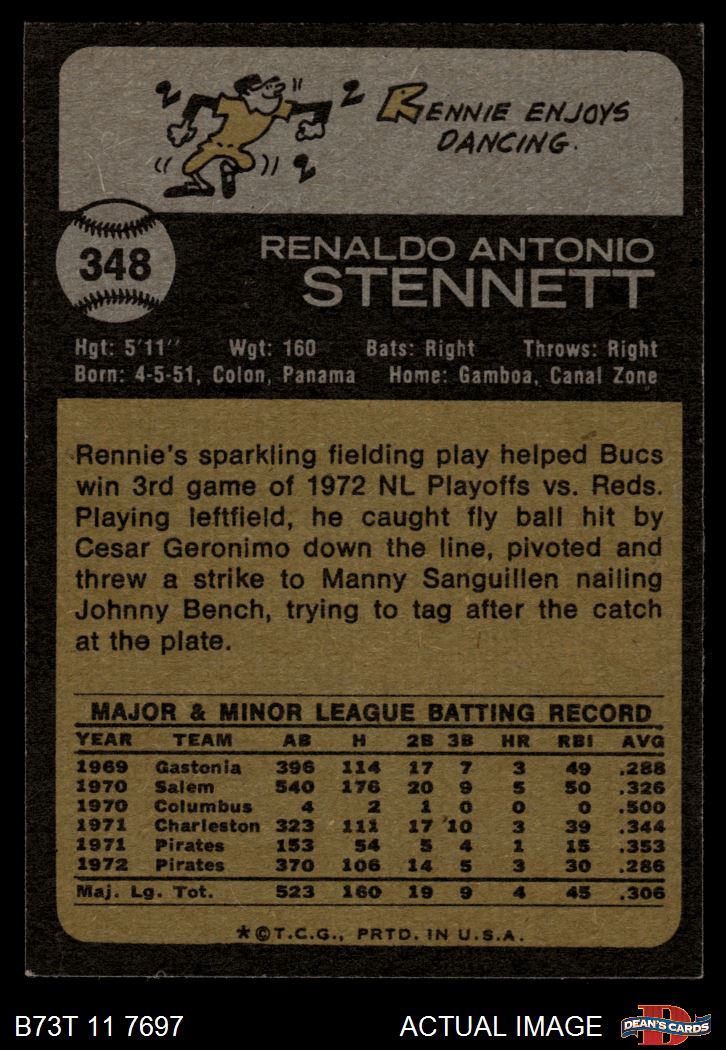 RENNIE ENJOYS
DANCING.
348
RENALDO ANTONIO
STENNETT
Hgt: 5'11" Wgt: 160 Bats: Right Throws: Right
Born: 4-5-51, Colon, Panama Home: Gamboa, Canal Zone
Rennie's sparkling fielding play helped Bucs
win 3rd game of 1972 NL Playoffs vs. Reds.
Playing leftfield, he caught fly ball hit by
Cesar Geronimo down the line, pivoted and
threw a strike to Manny Sanguillen nailing
Johnny Bench, trying to tag after the catch
at the plate.
MAJOR & MINOR LEAGUE BATTING RECORD
YEAR TEAM AB H 2B 3B HR RBI AVG
1969 Gastonia 396 114 17 7 3 49 .288
1970 Salem 540 176 20 9 5 50 .326
1970 Columbus 4 2 1 0 0 0 .500
1971 Charleston 323 111 17 10 3 39 .344
1971 Pirates 153 54 5 4 1 15 .353
1972 Pirates 370 106 14 5 3 30 .286
Maj. Lg. Tot. 523 160 19 9 4 45 .306
*©T.C.G., PRTD. IN U.S.A.
B73T 11 7697 ACTUAL IMAGE D DEAN'S CARDS